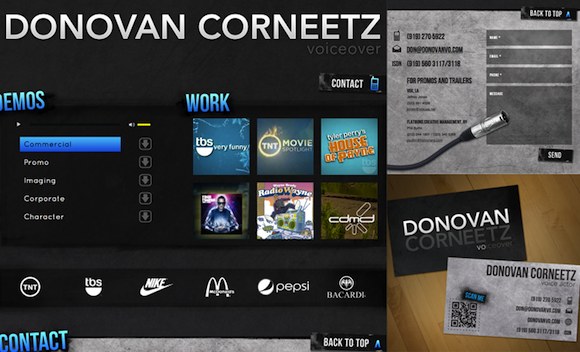 DONOVAN CORNEETZ
voiceover
CONTACT
DEMOS
Commercial
Promo
Imaging
Corporate
Character
WORK
tbs
very funny
TNT
MOVIE
SPOTLIGHT
tyler perry's
HOUSE
OF PAYNE
Radio Wayne
cdmd
TNT
tbs
NIKE
McDonald's
pepsi
BACARDI
CONTACT
BACK TO TOP
BACK TO TOP
(919) 270 5922
DON@DONOVANVO.COM
ISDN
(919) 560 3117/3118
FOR PROMOS AND TRAILERS
VOX, LA
NAME *
EMAIL *
PHONE *
MESSAGE
SEND
DONOVAN
CORNEETZ
voiceover
DONOVAN CORNEETZ
SCAN ME
(919) 270 5922
DONOVANVO.COM
(919) 560 3117/3118